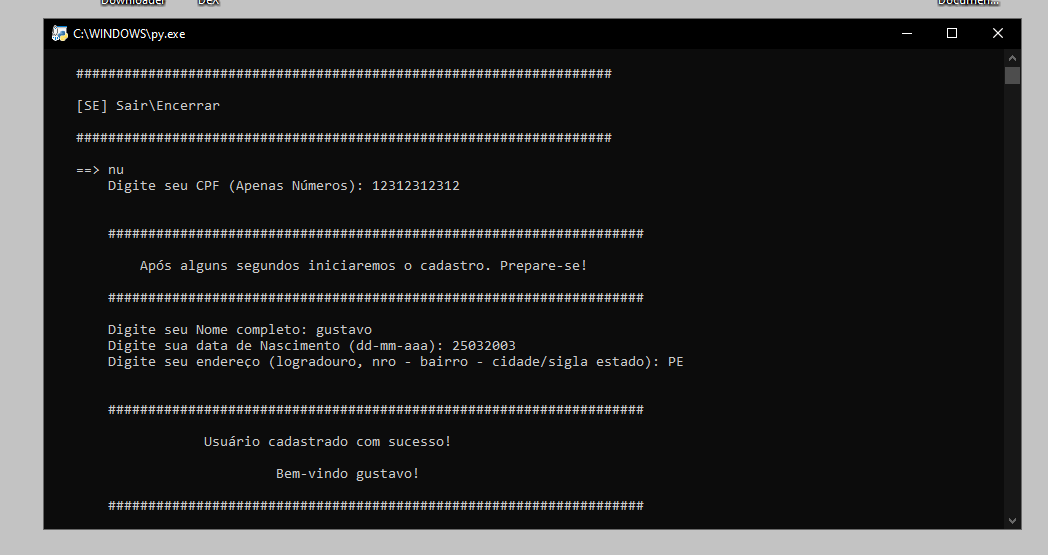 Downloader DeX Documen...
C:\WINDOWS\py.exe
###################################################################
[SE] Sair\Encerrar
###################################################################
==> nu
Digite seu CPF (Apenas Números): 12312312312
###################################################################
Após alguns segundos iniciaremos o cadastro. Prepare-se!
###################################################################
Digite seu Nome completo: gustavo
Digite sua data de Nascimento (dd-mm-aaa): 25032003
Digite seu endereço (logradouro, nro - bairro - cidade/sigla estado): PE
###################################################################
Usuário cadastrado com sucesso!
Bem-vindo gustavo!
###################################################################